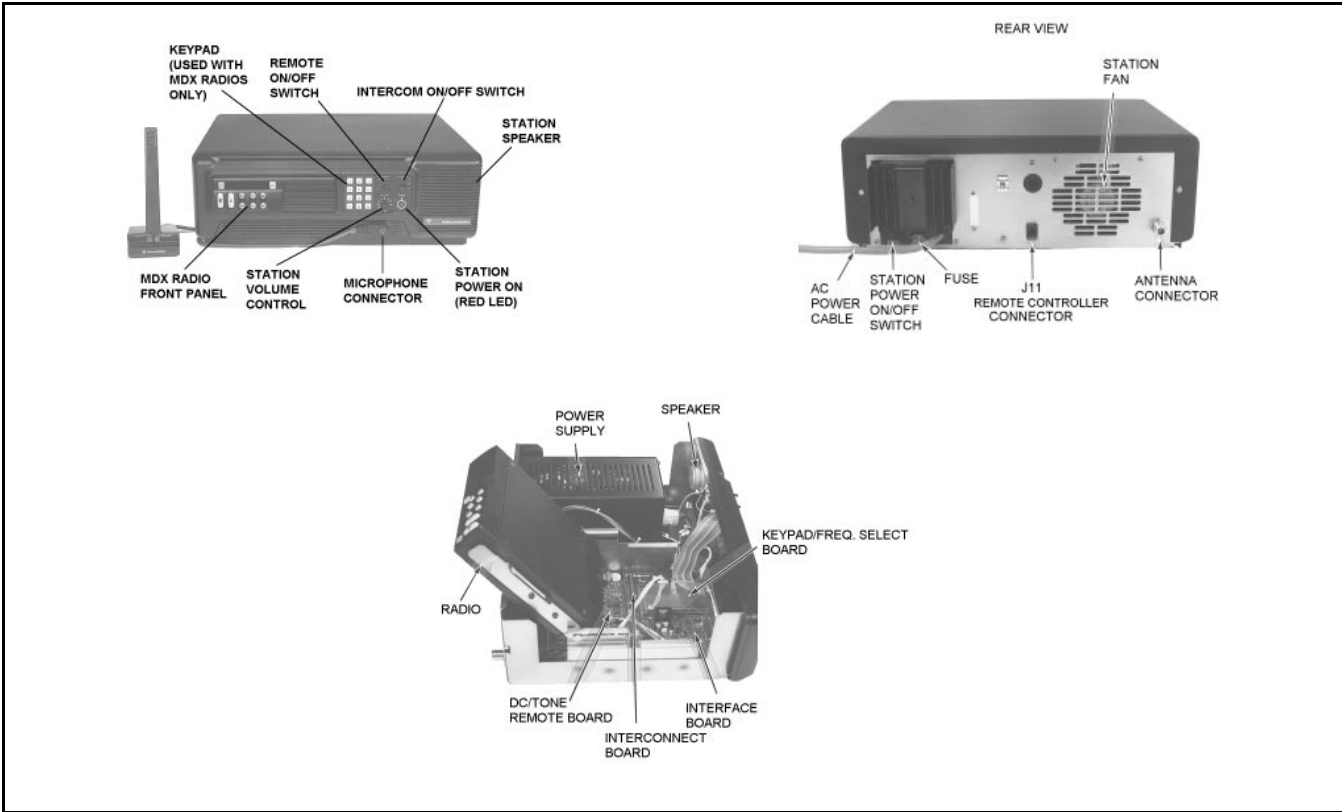 KEYPAD
(USED WITH
MDX RADIOS
ONLY)
REMOTE
ON/OFF
SWITCH
INTERCOM ON/OFF SWITCH
STATION
SPEAKER
MDX RADIO
FRONT PANEL
STATION
VOLUME
CONTROL
MICROPHONE
CONNECTOR
STATION
POWER ON
(RED LED)
REAR VIEW
STATION
FAN
AC
POWER
CABLE
STATION
POWER
ON/OFF
SWITCH
FUSE
J11
REMOTE CONTROLLER
CONNECTOR
ANTENNA
CONNECTOR
POWER
SUPPLY
SPEAKER
KEYPAD/FREQ. SELECT
BOARD
RADIO
DC/TONE
REMOTE BOARD
INTERCONNECT
BOARD
INTERFACE
BOARD